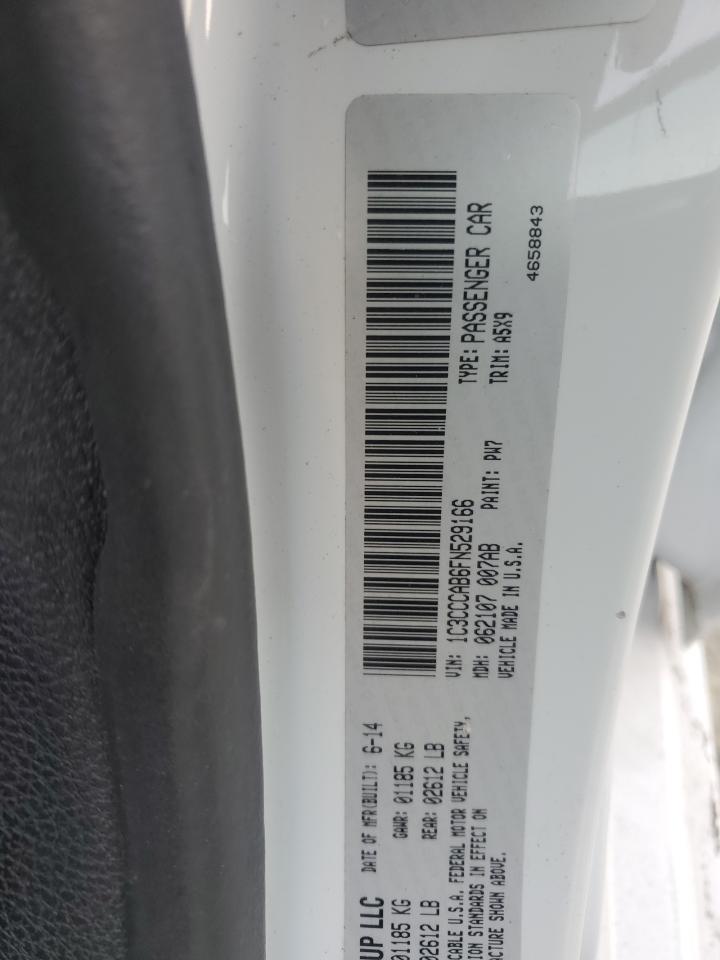 UP LLC DATE OF MFR(BUILT): 6-14
01185 KG GAWR: 01185 KG
02612 LB REAR: 02612 LB
CABLE U.S.A. FEDERAL MOTOR VEHICLE SAFETY,
ION STANDARDS IN EFFECT ON
ACTURE SHOWN ABOVE.
VIN: 1C3CCCAB6FN529166 TYPE: PASSENGER CAR
MDH: 062107 007AB PAINT: PW7 TRIM: A5X9
VEHICLE MADE IN U.S.A. 4658843